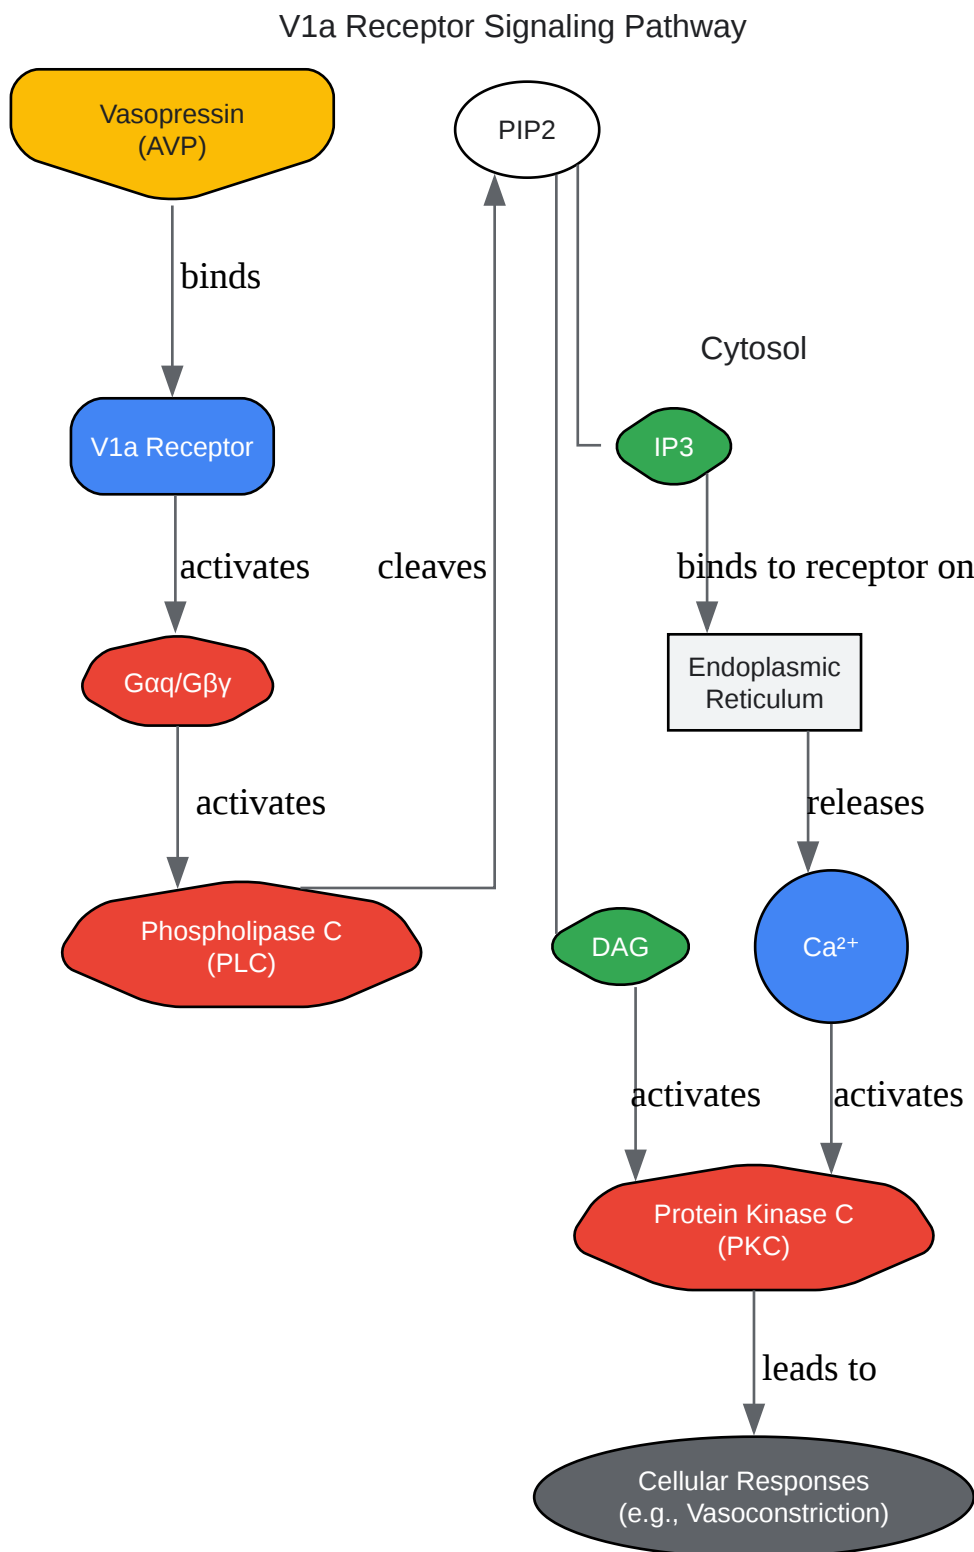 V1a Receptor Signaling Pathway
Vasopressin
(AVP)
PIP2
binds
Cytosol
V1a Receptor
IP3
activates
cleaves
binds to receptor on
Gαq/Gβγ
Endoplasmic
Reticulum
activates
releases
Phospholipase C
(PLC)
DAG
Ca²⁺
activates
activates
Protein Kinase C
(PKC)
leads to
Cellular Responses
(e.g., Vasoconstriction)